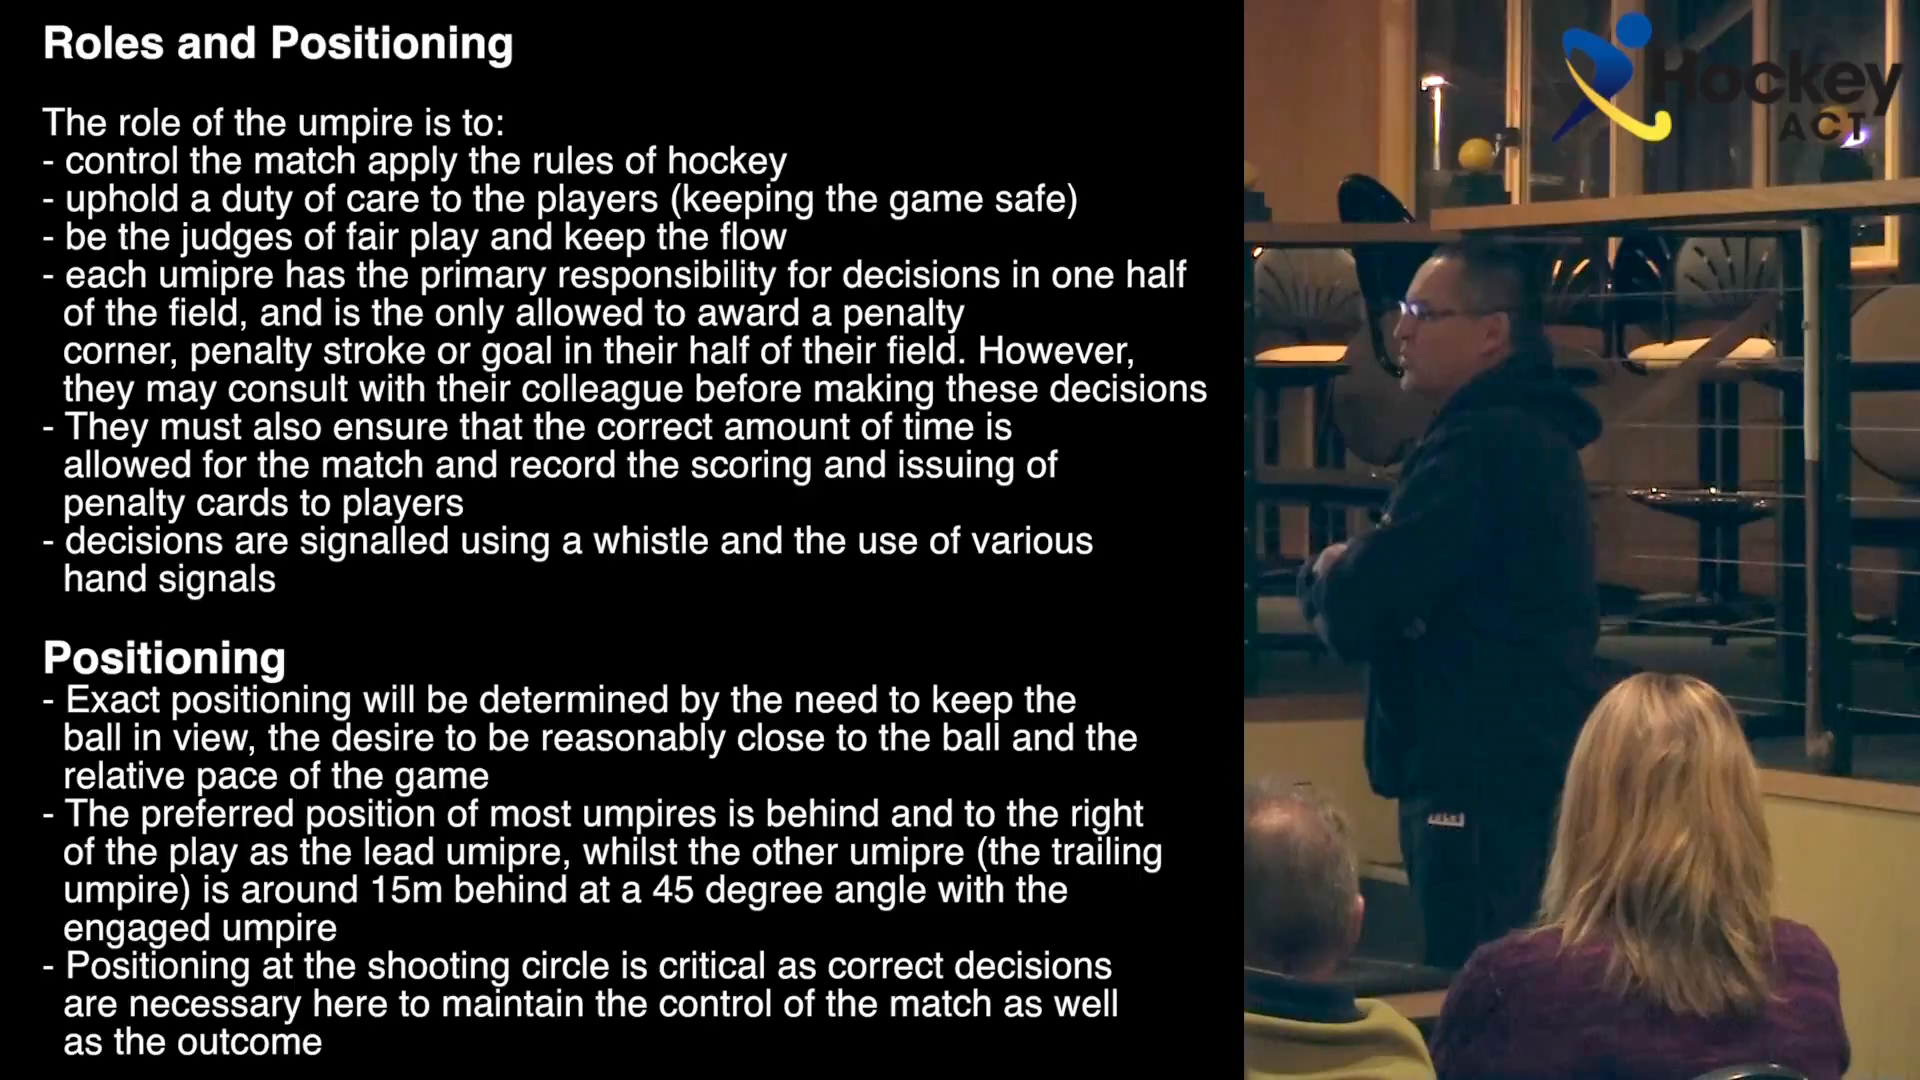 Roles and Positioning
The role of the umpire is to:
- control the match apply the rules of hockey
- uphold a duty of care to the players (keeping the game safe)
- be the judges of fair play and keep the flow
- each umipre has the primary responsibility for decisions in one half
of the field, and is the only allowed to award a penalty
corner, penalty stroke or goal in their half of their field. However,
they may consult with their colleague before making these decisions
- They must also ensure that the correct amount of time is
allowed for the match and record the scoring and issuing of
penalty cards to players
- decisions are signalled using a whistle and the use of various
hand signals
Positioning
- Exact positioning will be determined by the need to keep the
ball in view, the desire to be reasonably close to the ball and the
relative pace of the game
- The preferred position of most umpires is behind and to the right
of the play as the lead umipre, whilst the other umipre (the trailing
umpire) is around 15m behind at a 45 degree angle with the
engaged umpire
- Positioning at the shooting circle is critical as correct decisions
are necessary here to maintain the control of the match as well
as the outcome
Hockey
ACT